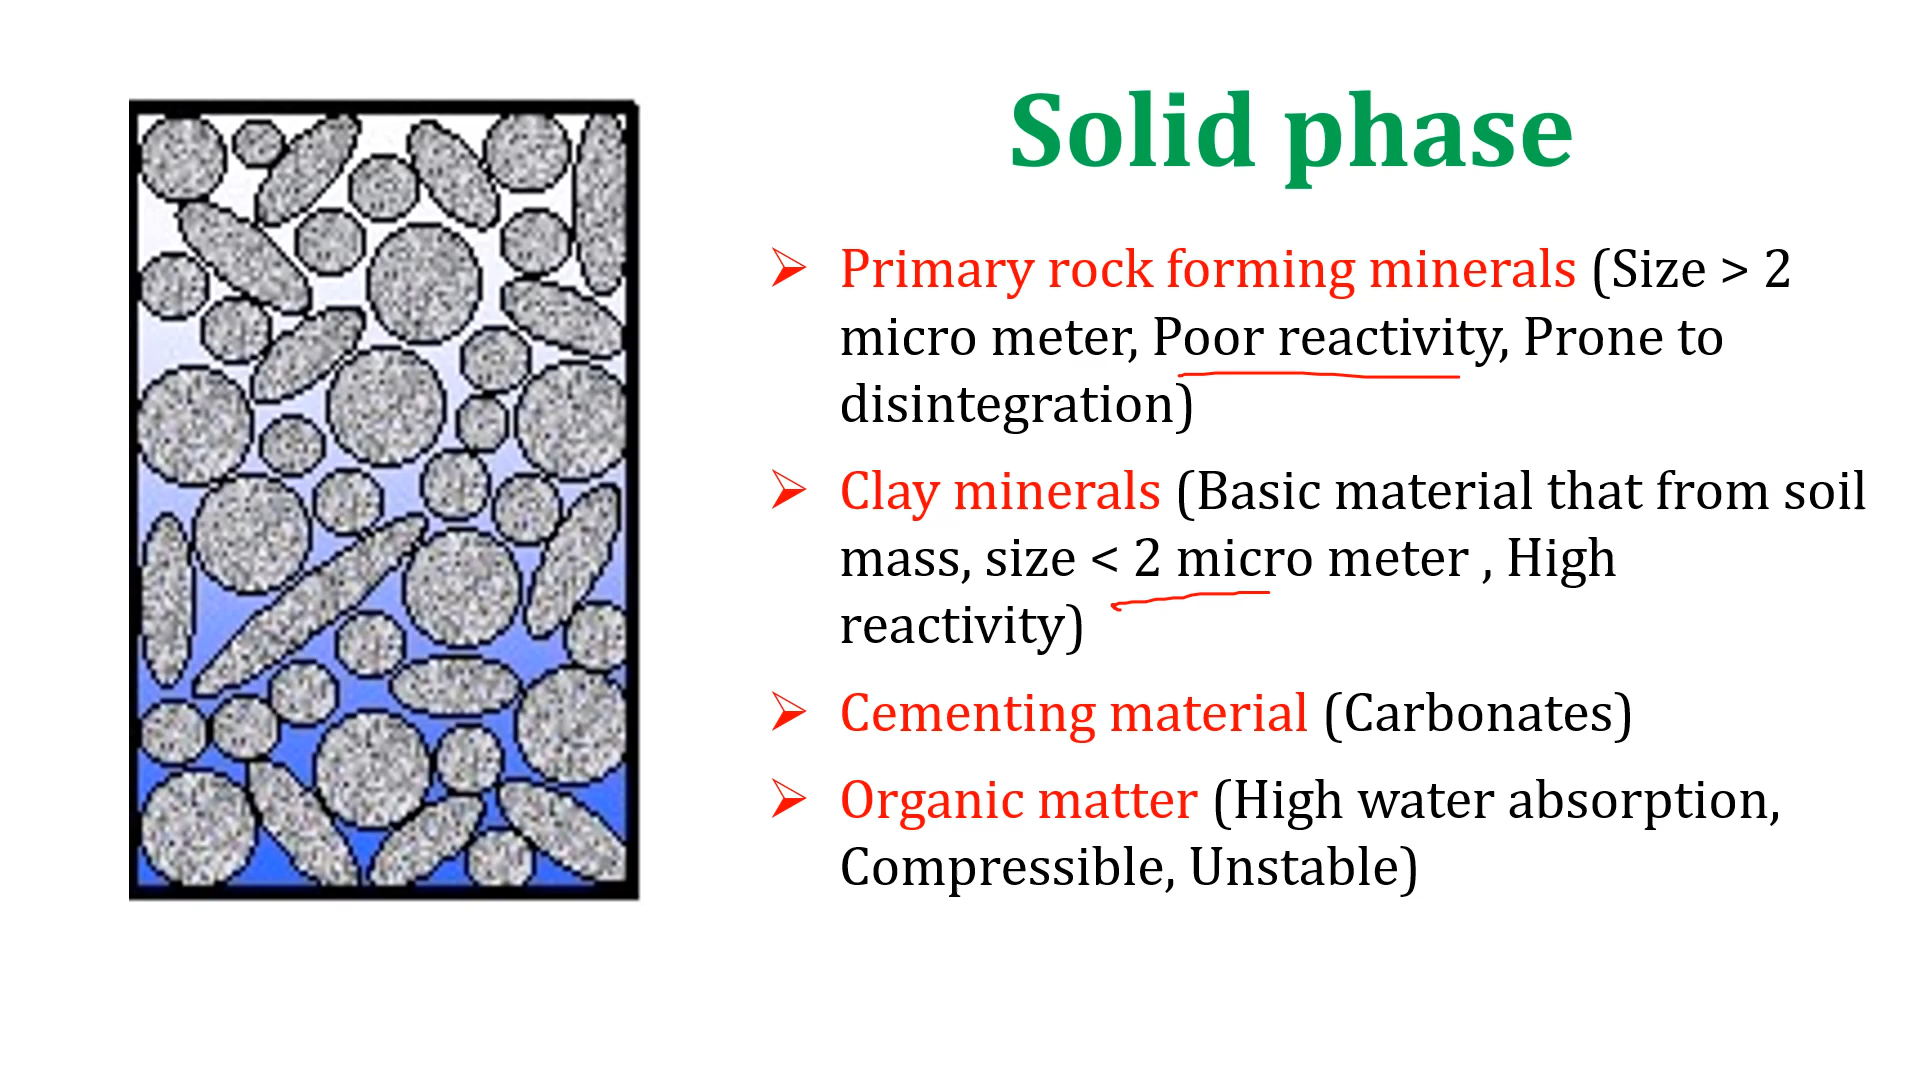 Solid phase
➢ Primary rock forming minerals (Size > 2
micro meter, Poor reactivity, Prone to
disintegration)
➢ Clay minerals (Basic material that from soil
mass, size < 2 micro meter , High
reactivity)
➢ Cementing material (Carbonates)
➢ Organic matter (High water absorption,
Compressible, Unstable)